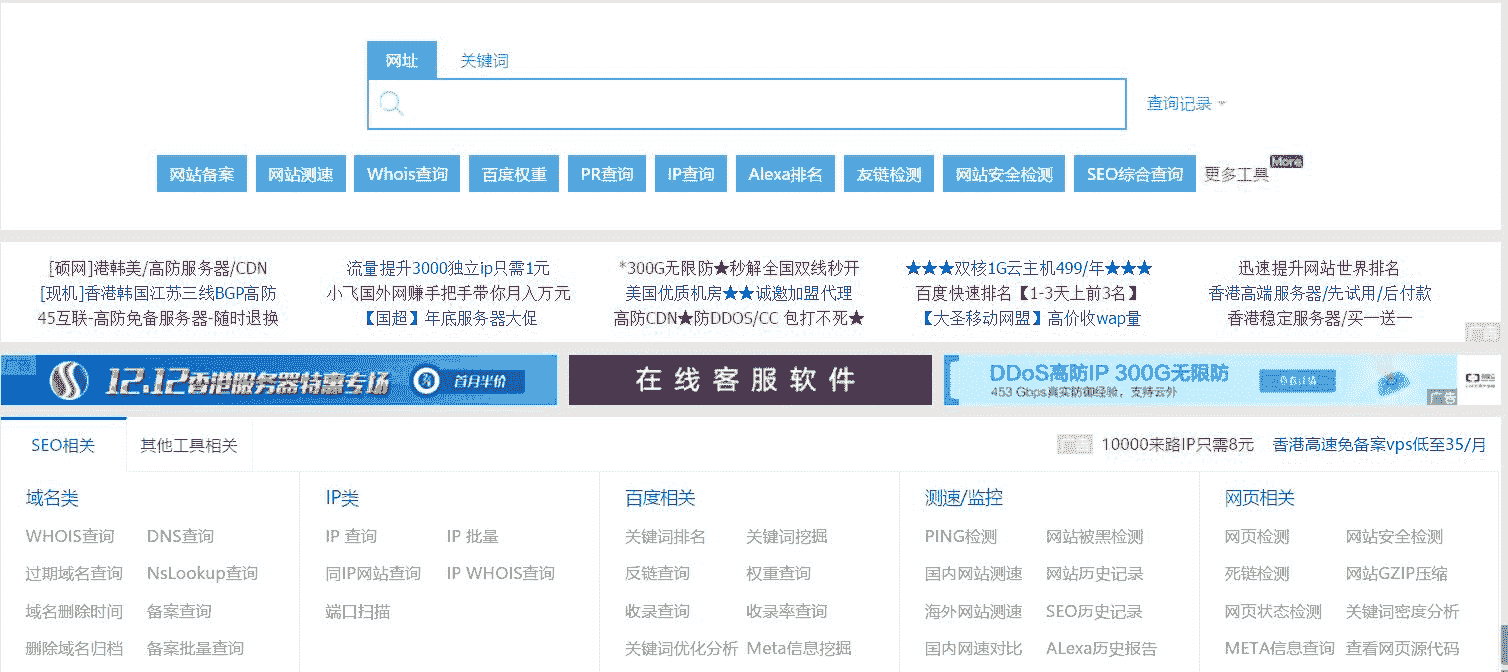 网址 关键词
查询记录
网站备案 网站测速 Whois查询 百度权重 PR查询 IP查询 Alexa排名 友链检测 网站安全检测 SEO综合查询 更多工具 More
[硕网]港韩美/高防服务器/CDN 流量提升3000独立ip只需1元 *300G无限防★秒解全国双线秒开 ★★★双核1G云主机499/年★★★ 迅速提升网站世界排名
[现机]香港韩国江苏三线BGP高防 小飞国外网赚手把手带你月入万元 美国优质机房★★诚邀加盟代理 百度快速排名【1-3天上前3名】 香港高端服务器/先试用/后付款
45互联-高防免备服务器-随时退换 【国超】年底服务器大促 高防CDN★防DDOS/CC 包打不死★ 【大圣移动网盟】高价收wap量 香港稳定服务器/买一送一
12.12香港服务器特惠专场 首月半价 在线客服软件 DDoS高防IP 300G无限防
453 Gbps真实防御经验，支持云外 广告
SEO相关 其他工具相关 10000来路IP只需8元 香港高速免备案vps低至35/月
域名类 IP类 百度相关 测速/监控 网页相关
WHOIS查询 DNS查询 IP 查询 IP 批量 关键词排名 关键词挖掘 PING检测 网站被黑检测 网页检测 网站安全检测
过期域名查询 NsLookup查询 同IP网站查询 IP WHOIS查询 反链查询 权重查询 国内网站测速 网站历史记录 死链检测 网站GZIP压缩
域名删除时间 备案查询 端口扫描 收录查询 收录率查询 海外网站测速 SEO历史记录 网页状态检测 关键词密度分析
删除域名归档 备案批量查询 关键词优化分析 Meta信息挖掘 国内网速对比 ALexa历史报告 META信息查询 查看网页源代码